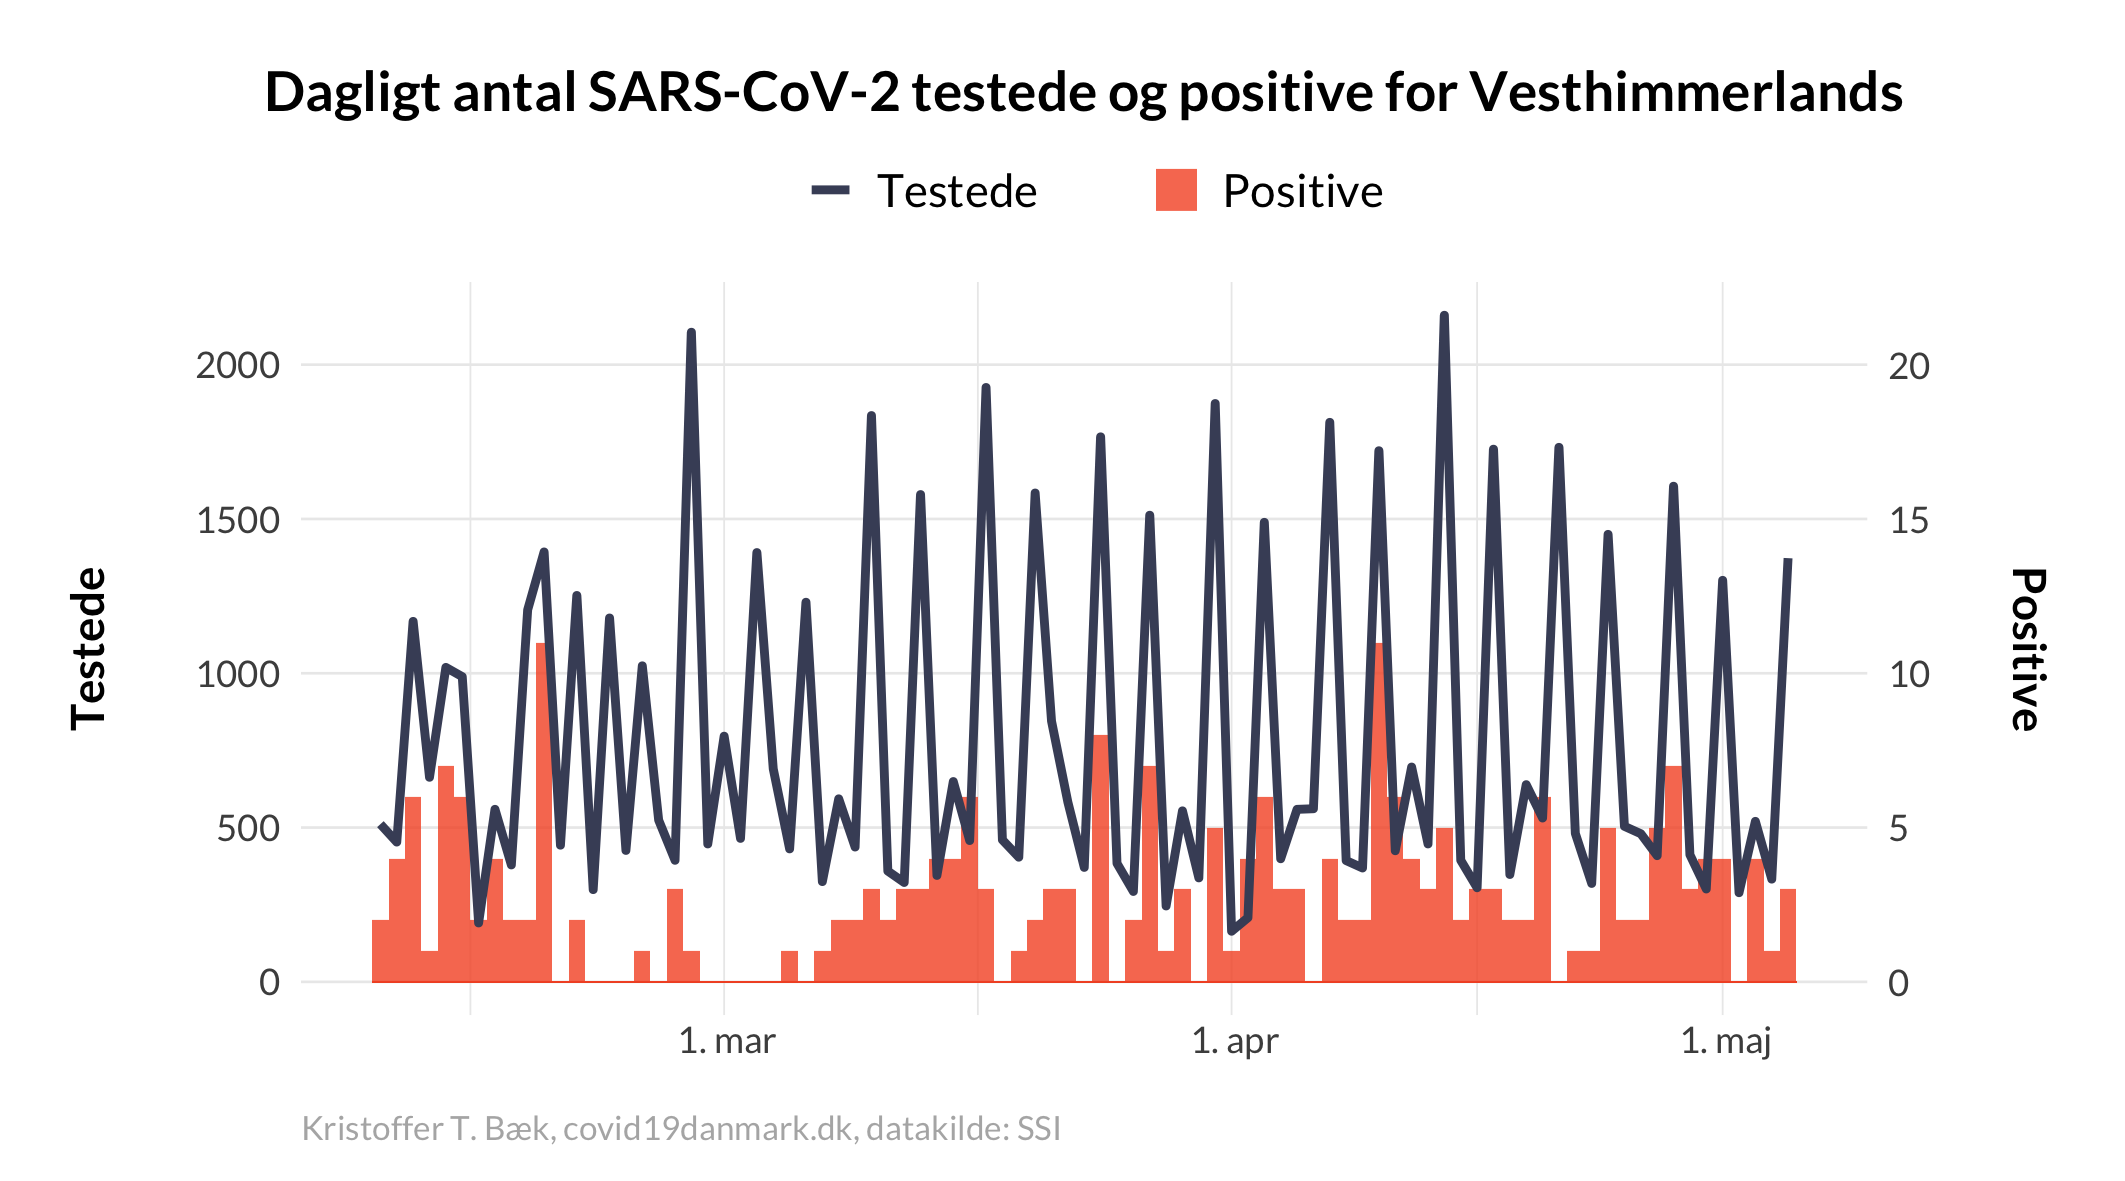 Dagligt antal SARS-CoV-2 testede og positive for Vesthimmerlands
Testede
Positive
2000
1500
1000
500
0
Testede
20
15
10
5
0
Positive
1. mar
1. apr
1. maj
Kristoffer T. Bæk, covid19danmark.dk, datakilde: SSI